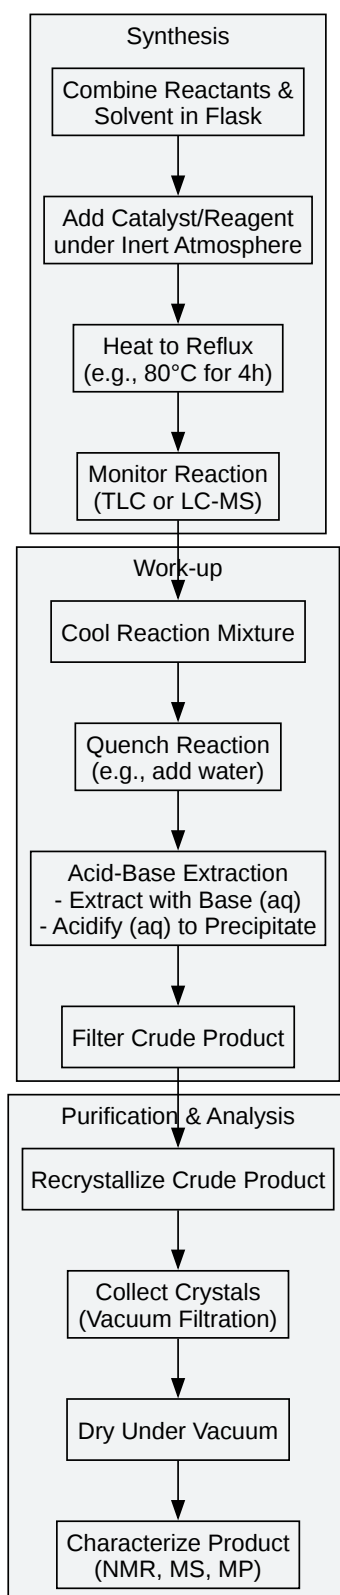 Synthesis
Combine Reactants &
Solvent in Flask
Add Catalyst/Reagent
under Inert Atmosphere
Heat to Reflux
(e.g., 80°C for 4h)
Monitor Reaction
(TLC or LC-MS)
Work-up
Cool Reaction Mixture
Quench Reaction
(e.g., add water)
Acid-Base Extraction
- Extract with Base (aq)
- Acidify (aq) to Precipitate
Filter Crude Product
Purification & Analysis
Recrystallize Crude Product
Collect Crystals
(Vacuum Filtration)
Dry Under Vacuum
Characterize Product
(NMR, MS, MP)